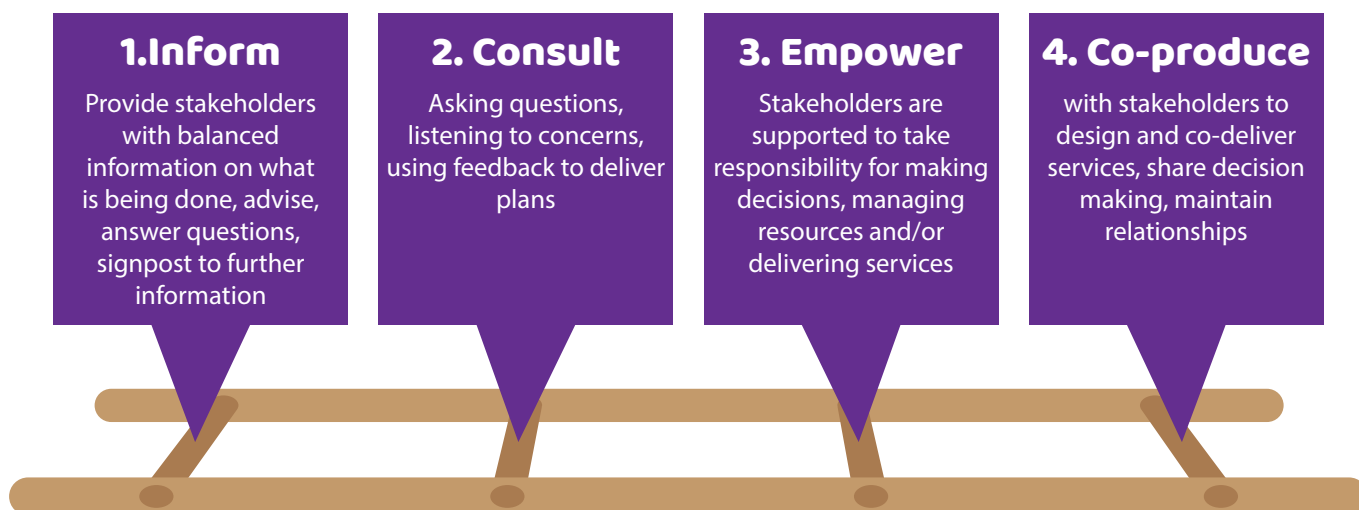 1.Inform
Provide stakeholders
with balanced
information on what
is being done, advise,
answer questions,
signpost to further
information
2. Consult
Asking questions,
listening to concerns,
using feedback to deliver
plans
3. Empower
Stakeholders are
supported to take
responsibility for making
decisions, managing
resources and/or
delivering services
4. Co-produce
with stakeholders to
design and co-deliver
services, share decision
making, maintain
relationships